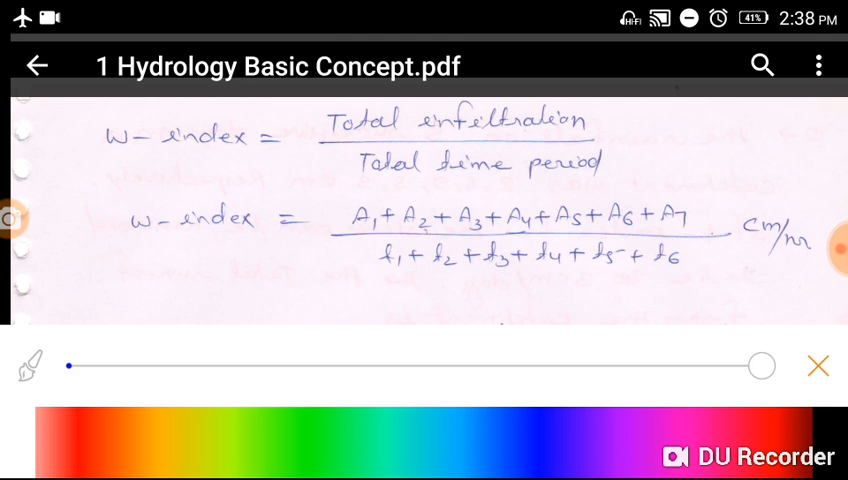 HiFi 41% 2:38 PM
1 Hydrology Basic Concept.pdf
W-index = Total infiltration
Total time period
W-index = A1 + A2 + A3 + A4 + A5 + A6 + A7 cm/hr
t1 + t2 + t3 + t4 + t5 + t6
DU Recorder